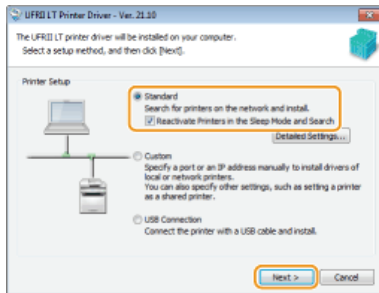 UFRII LT Printer Driver - Ver. 21.10
The UFRII LT printer driver will be installed on your computer.
Select a setup method, and then click [Next].
Printer Setup
Standard
Search for printers on the network and install.
Reactivate Printers in the Sleep Mode and Search
Detailed Settings...
Custom
Specify a port or an IP address manually to install drivers of
local or network printers.
You can also specify other settings, such as setting a printer
as a shared printer.
USB Connection
Connect the printer with a USB cable and install.
Next >
Cancel